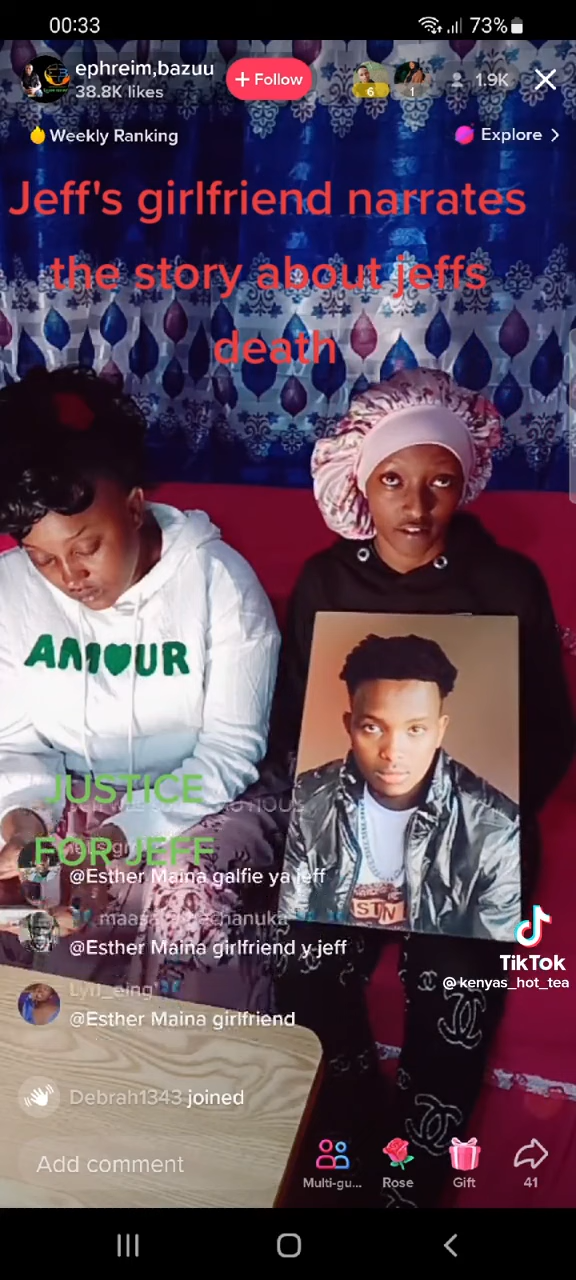 00:33
73%
ephreim,bazuu
38.8K likes
+ Follow
6
1
1.9K
Weekly Ranking
Explore >
Jeff's girlfriend narrates
the story about jeffs
death
AMOUR
JUSTICE
FOR JEFF
@Esther Maina galfie ya jeff
@Esther Maina girlfriend y jeff
@Esther Maina girlfriend
Debrah1343 joined
TikTok
@kenyas_hot_tea
Add comment
Multi-gu...
Rose
Gift
41